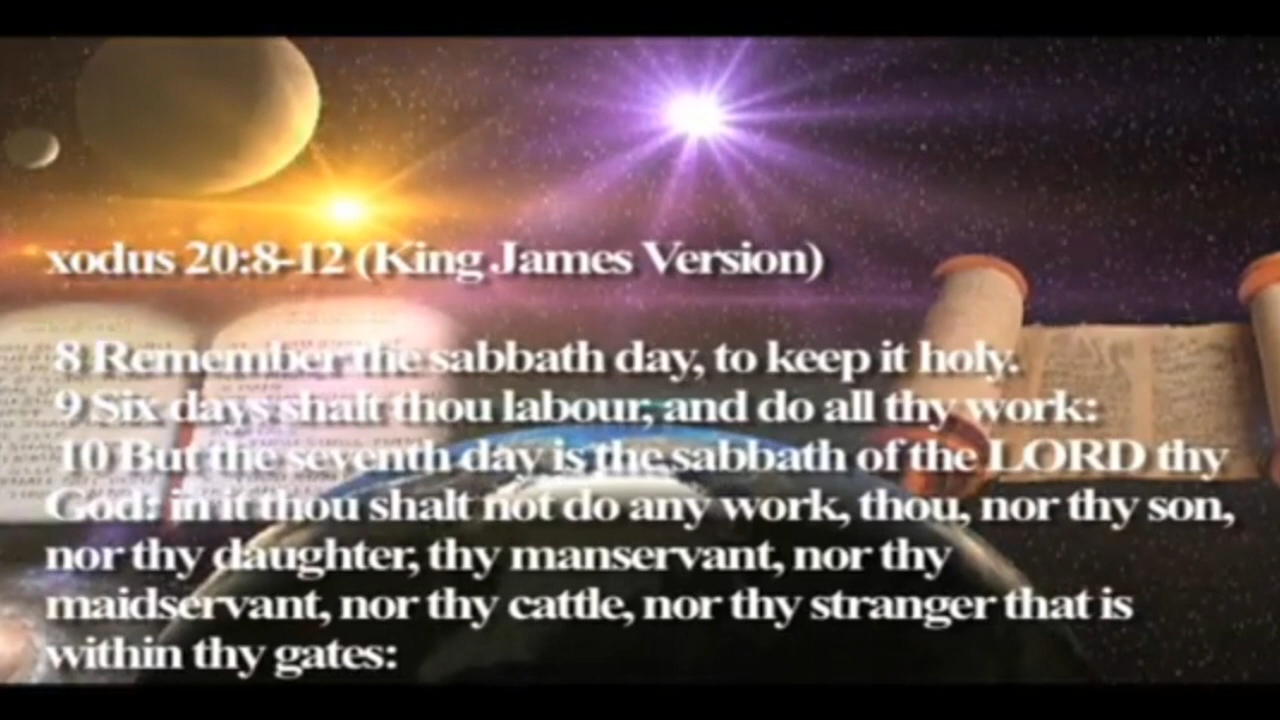 xodus 20:8-12 (King James Version)
8 Remember the sabbath day, to keep it holy.
9 Six days shalt thou labour, and do all thy work:
10 But the seventh day is the sabbath of the LORD thy
God: in it thou shalt not do any work, thou, nor thy son,
nor thy daughter, thy manservant, nor thy
maidservant, nor thy cattle, nor thy stranger that is
within thy gates: